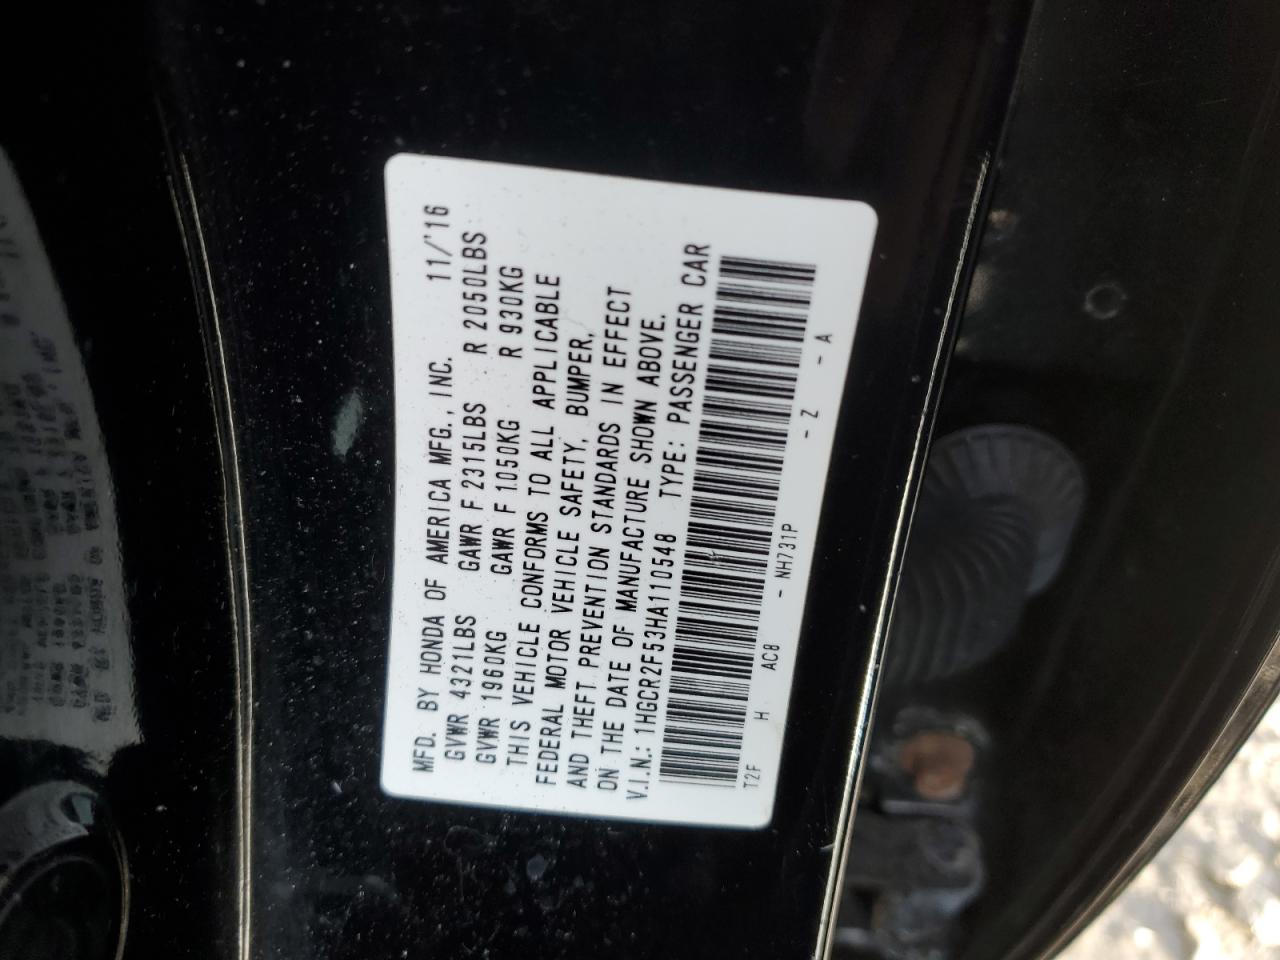 MFD. BY HONDA OF AMERICA MFG., INC. 11/'16
GVWR 4321LBS GAWR F 2315LBS R 2050LBS
GVWR 1960KG GAWR F 1050KG R 930KG
THIS VEHICLE CONFORMS TO ALL APPLICABLE
FEDERAL MOTOR VEHICLE SAFETY, BUMPER,
AND THEFT PREVENTION STANDARDS IN EFFECT
ON THE DATE OF MANUFACTURE SHOWN ABOVE.
V.I.N.: 1HGCR2F53HA110548 TYPE: PASSENGER CAR
T2F H AC8 - NH731P - Z - A